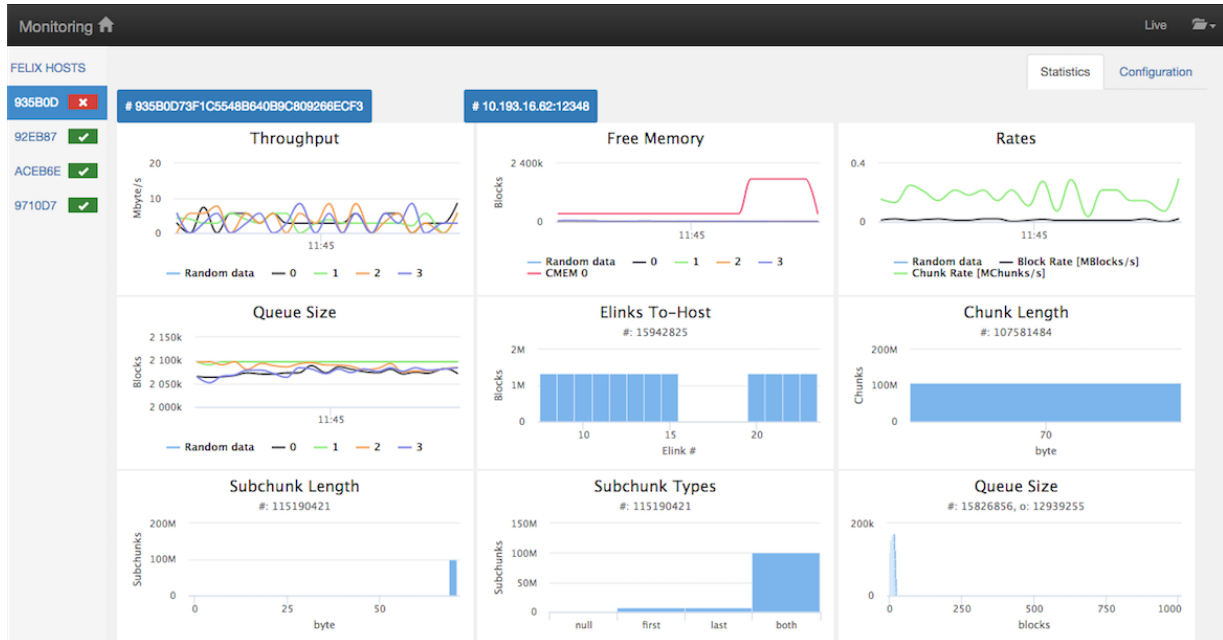 Monitoring
Live
FELIX HOSTS
Statistics
Configuration
935B0D
# 935B0D73F1C5548B640B9C809266ECF3
# 10.193.16.62:12348
92EB87
ACEB6E
9710D7
Throughput
20
10
0
Mbyte/s
11:45
Random data
0
1
2
3
Free Memory
2 400k
0
Blocks
11:45
Random data
0
1
2
3
CMEM 0
Rates
0.4
0
11:45
Random data
Block Rate [MBlocks/s]
Chunk Rate [MChunks/s]
Queue Size
2 150k
2 100k
2 050k
2 000k
Blocks
11:45
Random data
0
1
2
3
Elinks To-Host
#: 15942825
2M
1M
0
Blocks
10
15
20
Elink #
Chunk Length
#: 107581484
200M
100M
0
Chunks
70
byte
Subchunk Length
#: 115190421
200M
100M
0
Subchunks
0
25
50
byte
Subchunk Types
#: 115190421
150M
100M
50M
0
Subchunks
null
first
last
both
Queue Size
#: 15826856, o: 12939255
200k
0
0
250
500
750
1000
blocks